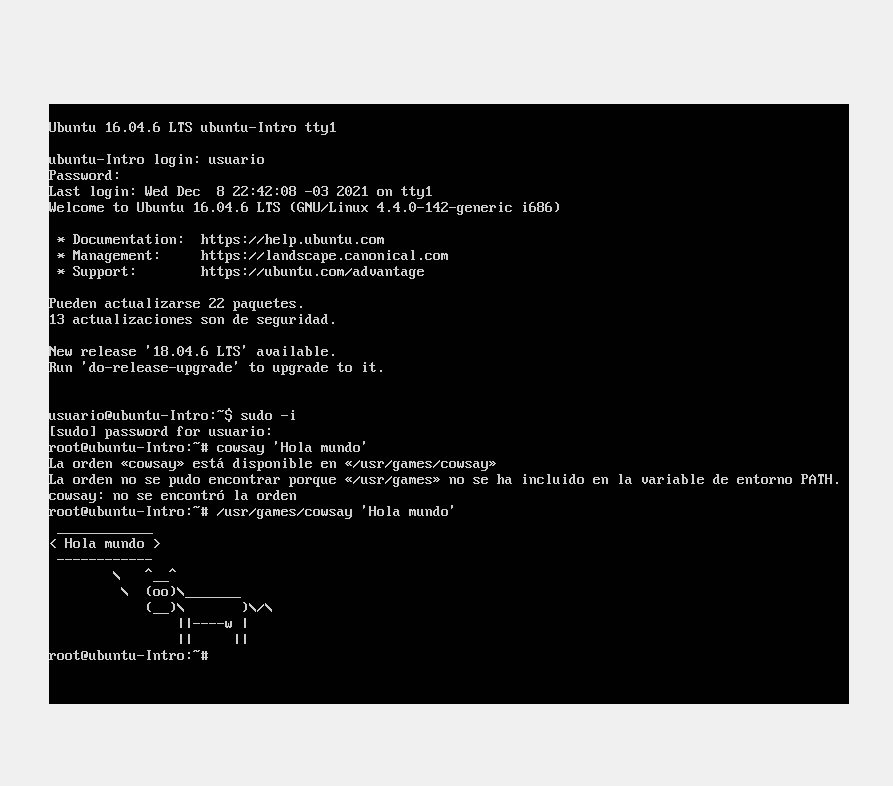 Ubuntu 16.04.6 LTS ubuntu-Intro tty1
ubuntu-Intro login: usuario
Password:
Last login: Wed Dec  8 22:42:08 -03 2021 on tty1
Welcome to Ubuntu 16.04.6 LTS (GNU/Linux 4.4.0-142-generic i686)
 * Documentation:  https://help.ubuntu.com
 * Management:     https://landscape.canonical.com
 * Support:        https://ubuntu.com/advantage
Pueden actualizarse 22 paquetes.
13 actualizaciones son de seguridad.
New release '18.04.6 LTS' available.
Run 'do-release-upgrade' to upgrade to it.
usuario@ubuntu-Intro:~$ sudo -i
[sudo] password for usuario:
root@ubuntu-Intro:~# cowsay 'Hola mundo'
La orden «cowsay» está disponible en «/usr/games/cowsay»
La orden no se pudo encontrar porque «/usr/games» no se ha incluido en la variable de entorno PATH.
cowsay: no se encontró la orden
root@ubuntu-Intro:~# /usr/games/cowsay 'Hola mundo'
 ____________
< Hola mundo >
 ------------
        \   ^__^
         \  (oo)\_______
            (__)\       )\/\
                ||----w |
                ||     ||
root@ubuntu-Intro:~#